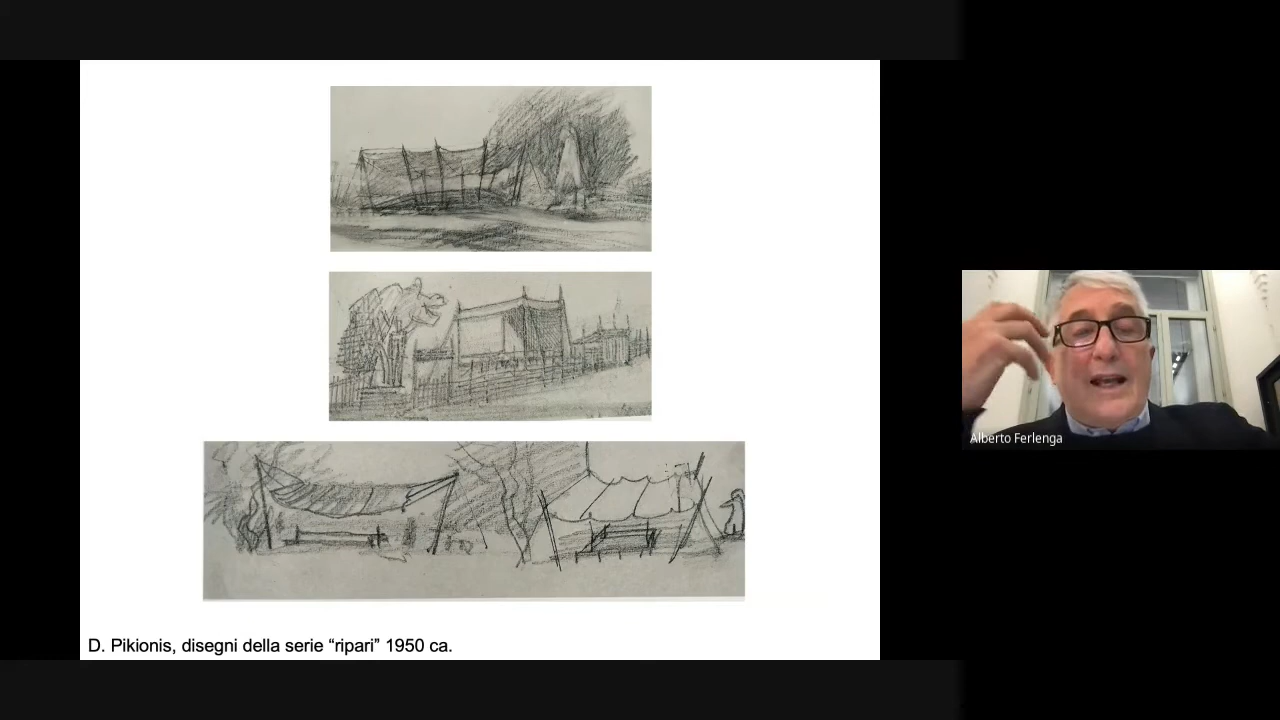 Alberto Ferlenga
D. Pikionis, disegni della serie “ripari” 1950 ca.